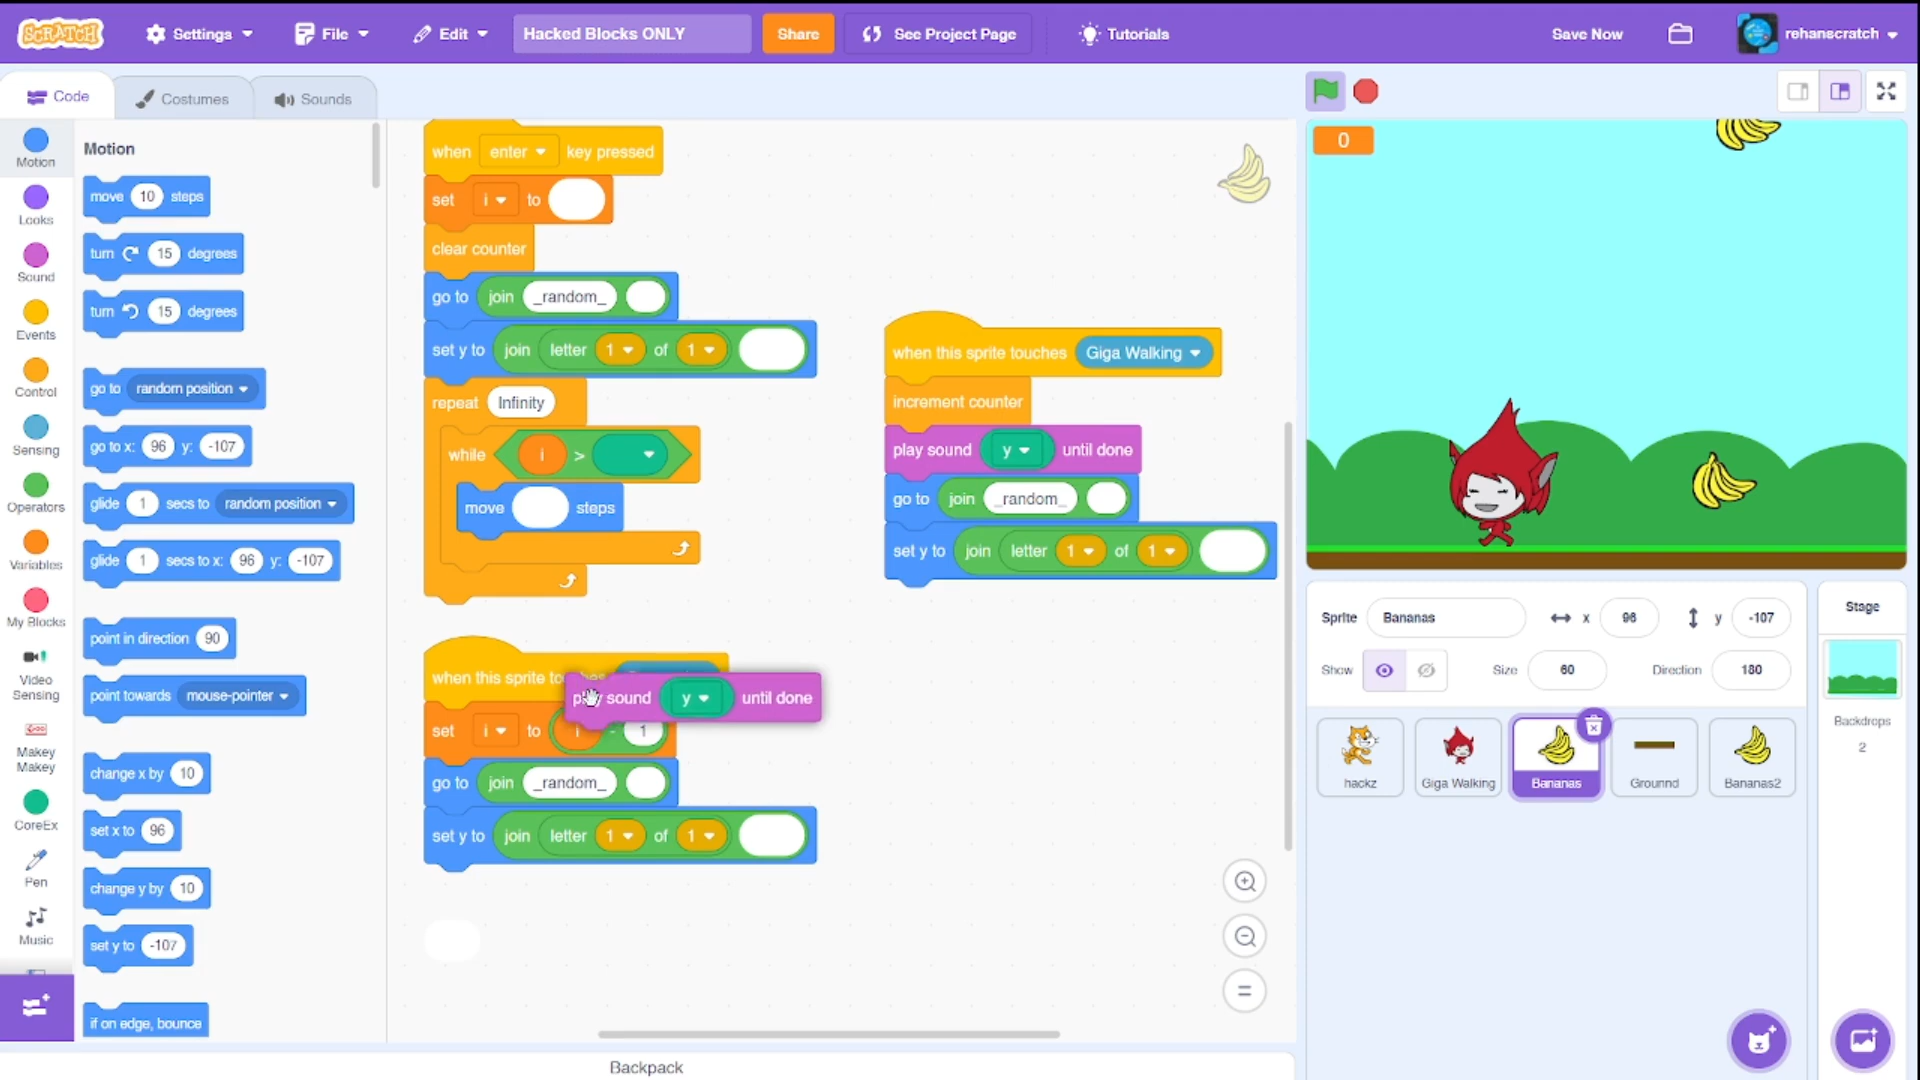 SCRATCH Settings File Edit Hacked Blocks ONLY Share See Project Page Tutorials Save Now rehanscratch
Code Costumes Sounds
Motion
Looks
Sound
Events
Control
Sensing
Operators
Variables
My Blocks
Video
Sensing
Makey
Makey
CoreEx
Pen
Music
Motion
move 10 steps
turn 15 degrees
turn 15 degrees
go to random position
go to x: 96 y: -107
glide 1 secs to random position
glide 1 secs to x: 96 y: -107
point in direction 90
point towards mouse-pointer
change x by 10
set x to 96
change y by 10
set y to -107
if on edge, bounce
when enter key pressed
set i to
clear counter
go to join _random_
set y to join letter 1 of 1
repeat Infinity
while i >
move steps
when this sprite touches Giga Walking
increment counter
play sound y until done
go to join _random_
set y to join letter 1 of 1
when this sprite
play sound y until done
set i to i - 1
go to join _random_
set y to join letter 1 of 1
Backpack
0
Sprite Bananas x 96 y -107
Show Size 60 Direction 180
hackz Giga Walking Bananas Grounnd Bananas2
Stage
Backdrops
2